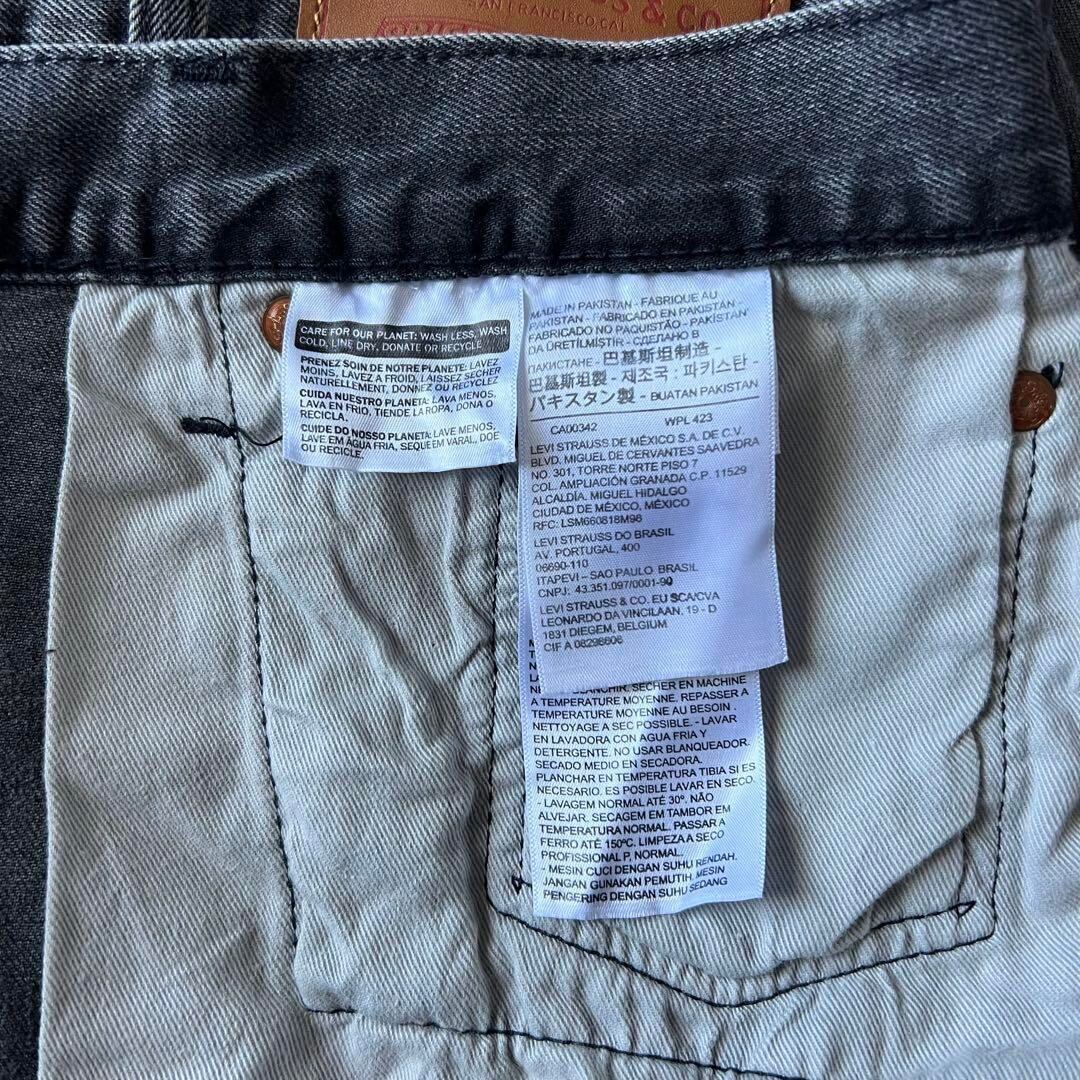 & CO.
SAN FRANCISCO, CAL.
CARE FOR OUR PLANET: WASH LESS, WASH
COLD, LINE DRY, DONATE OR RECYCLE
PRENEZ SOIN DE NOTRE PLANETE: LAVEZ
MOINS, LAVEZ A FROID, LAISSEZ SECHER
NATURELLEMENT, DONNEZ OU RECYCLEZ
CUIDA NUESTRO PLANETA: LAVA MENOS,
LAVA EN FRIO, TIENDE LA ROPA, DONA O
RECICLA.
CUIDE DO NOSSO PLANETA: LAVE MENOS,
LAVE EM ÁGUA FRIA, SEQUE EM VARAL, DOE
OU RECICLE.
MADE IN PAKISTAN - FABRIQUE AU
PAKISTAN - FABRICADO EN PAKISTAN -
FABRICADO NO PAQUISTÃO - PAKİSTAN'
DA ÜRETİLMİŞTİR - СДЕЛАНО В
ПАКИСТАНЕ - 巴基斯坦制造 -
巴基斯坦製 - 제조국 : 파키스탄 -
パキスタン製 - BUATAN PAKISTAN
CA00342 WPL 423
LEVI STRAUSS DE MÉXICO S.A. DE C.V.
BLVD. MIGUEL DE CERVANTES SAAVEDRA
NO. 301, TORRE NORTE PISO 7
COL. AMPLIACIÓN GRANADA C.P. 11529
ALCALDÍA. MIGUEL HIDALGO
CIUDAD DE MÉXICO, MÉXICO
RFC: LSM660818M98
LEVI STRAUSS DO BRASIL
AV. PORTUGAL, 400
06690-110
ITAPEVI – SAO PAULO BRASIL
CNPJ: 43.351.097/0001-90
LEVI STRAUSS & CO. EU SCA/CVA
LEONARDO DA VINCILAAN, 19 - D
1831 DIEGEM, BELGIUM
CIF A 08298606
BLANCHIR. SECHER EN MACHINE
A TEMPERATURE MOYENNE. REPASSER A
TEMPERATURE MOYENNE AU BESOIN .
NETTOYAGE A SEC POSSIBLE. - LAVAR
EN LAVADORA CON AGUA FRIA Y
DETERGENTE. NO USAR BLANQUEADOR.
SECADO MEDIO EN SECADORA.
PLANCHAR EN TEMPERATURA TIBIA SI ES
NECESARIO. ES POSIBLE LAVAR EN SECO.
- LAVAGEM NORMAL ATÉ 30º. NÃO
ALVEJAR. SECAGEM EM TAMBOR EM
TEMPERATURA NORMAL. PASSAR A
FERRO ATÉ 150ºC. LIMPEZA A SECO
PROFISSIONAL P, NORMAL.
- MESIN CUCI DENGAN SUHU RENDAH.
JANGAN GUNAKAN PEMUTIH. MESIN
PENGERING DENGAN SUHU SEDANG